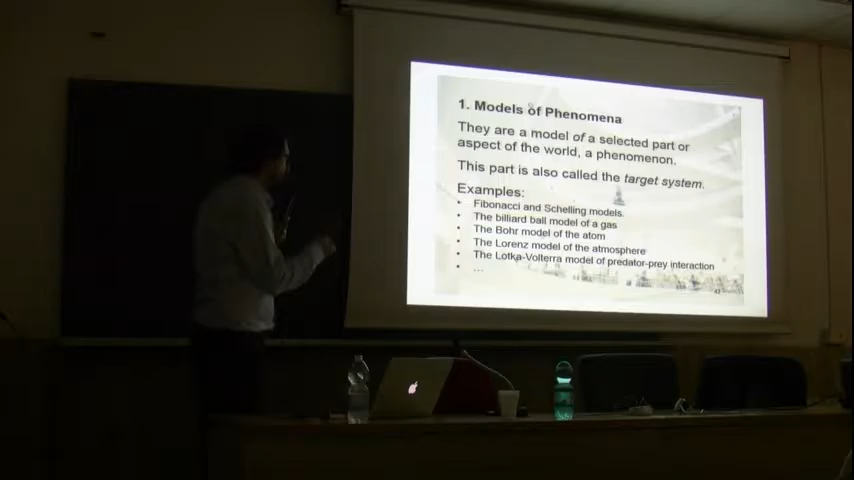 1. Models of Phenomena
They are a model of a selected part or
aspect of the world, a phenomenon.
This part is also called the target system.
Examples:
• Fibonacci and Schelling models.
• The billiard ball model of a gas
• The Bohr model of the atom
• The Lorenz model of the atmosphere
• The Lotka-Volterra model of predator-prey interaction
• ...